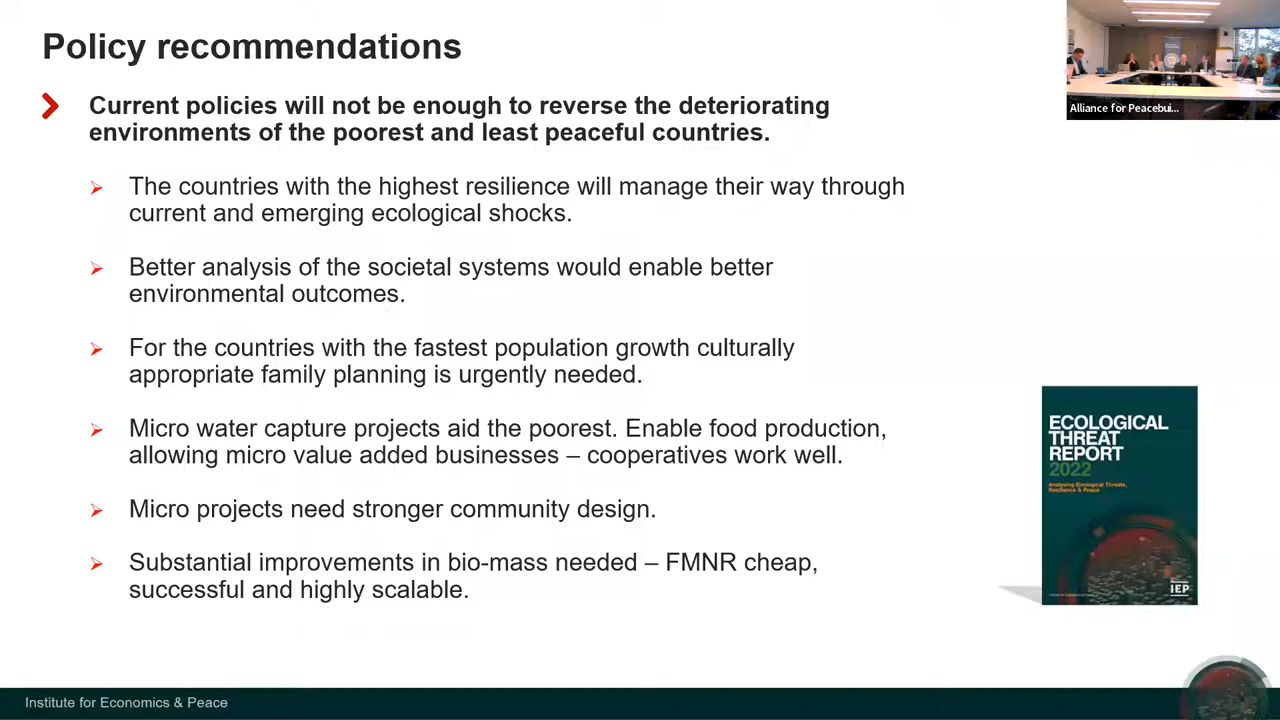 Policy recommendations
Current policies will not be enough to reverse the deteriorating
environments of the poorest and least peaceful countries.
The countries with the highest resilience will manage their way through
current and emerging ecological shocks.
Better analysis of the societal systems would enable better
environmental outcomes.
For the countries with the fastest population growth culturally
appropriate family planning is urgently needed.
Micro water capture projects aid the poorest. Enable food production,
allowing micro value added businesses – cooperatives work well.
Micro projects need stronger community design.
Substantial improvements in bio-mass needed – FMNR cheap,
successful and highly scalable.
Alliance for Peacebui...
ECOLOGICAL
THREAT
REPORT
2022
Analysing Ecological Threats,
Resilience & Peace
IEP
Institute for Economics & Peace